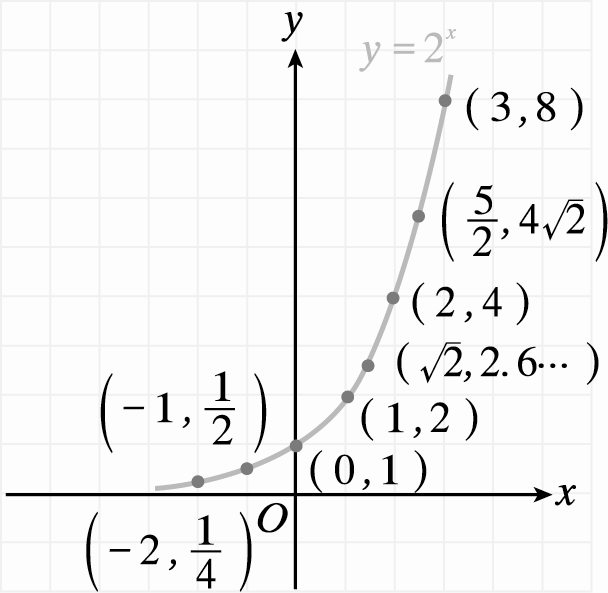 y
y = 2ˣ
( 3 , 8 )
( 5/2 , 4√2 )
( 2 , 4 )
( √2 , 2.6··· )
( −1 , 1/2 )
( 1 , 2 )
( 0 , 1 )
x
O
( −2 , 1/4 )